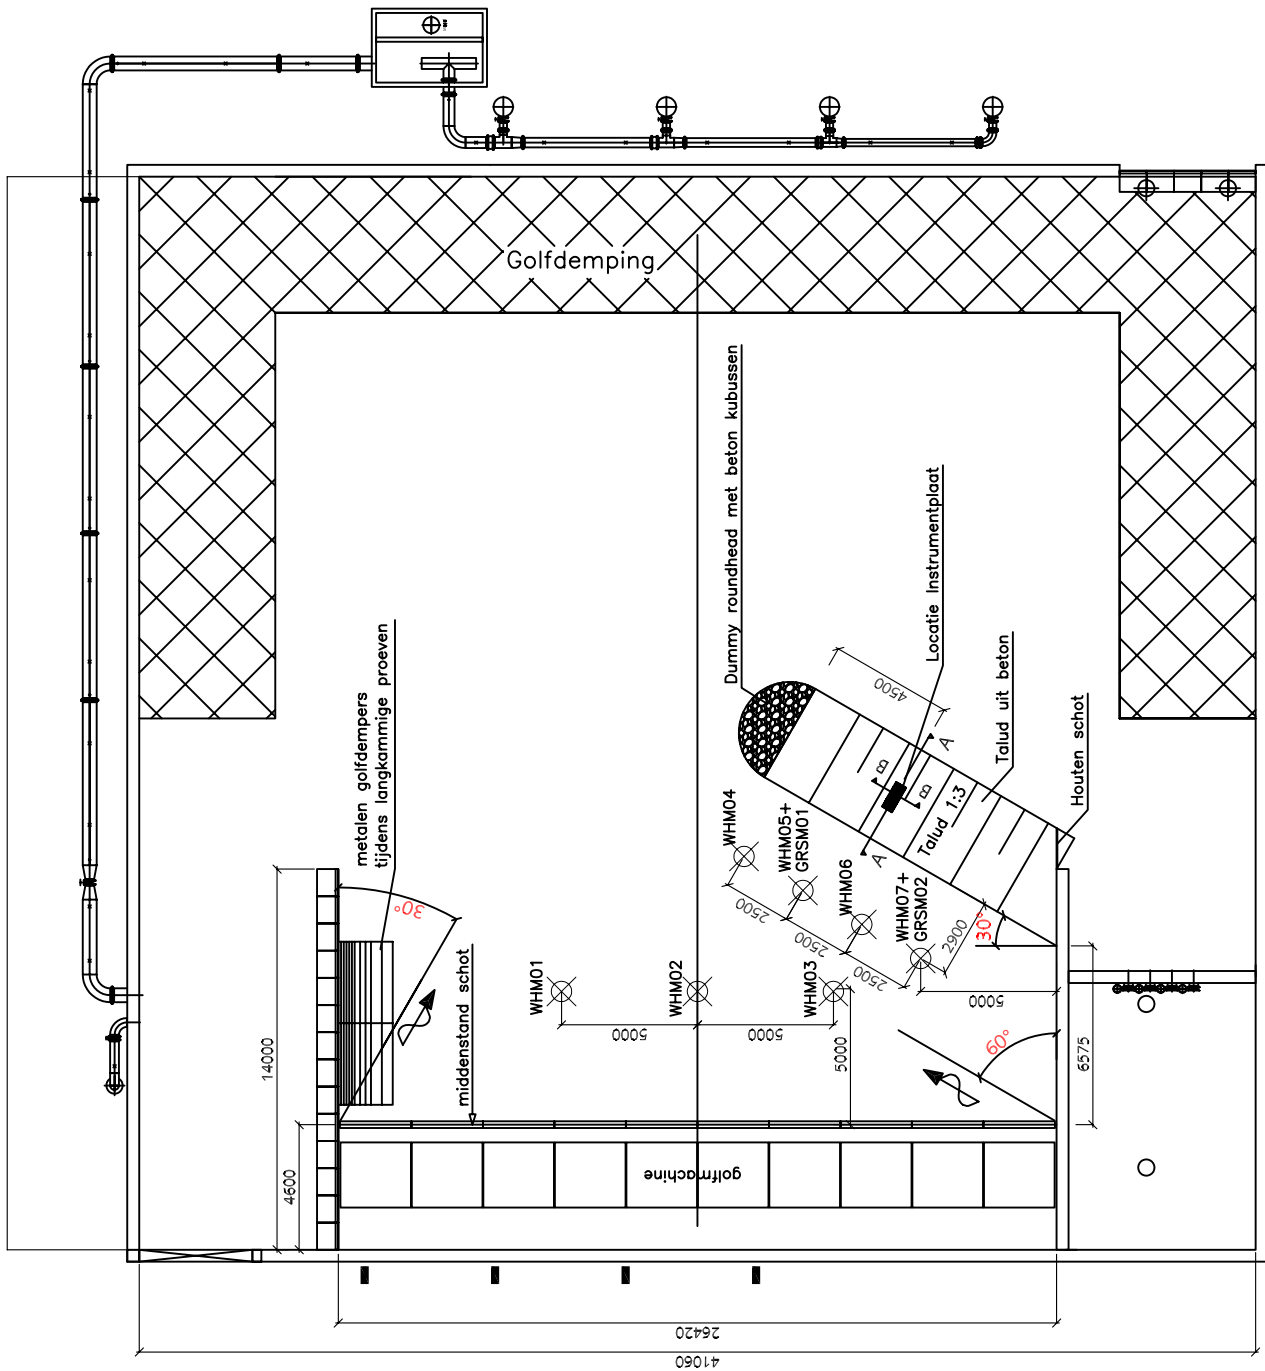 Golfdemping
Dummy roundhead met beton kubussen
Locatie Instrumentplaat
metalen golfdempers
tijdens langkammige proeven
4500
Talud uit beton
Houten schot
A
B
B
A
Talud 1:3
WHM04
WHM05+
GRSM01
WHM06
WHM07+
GRSM02
2500
2500
2500
2900
30°
30°
14000
4600
middenstand schot
WHM01
WHM02
WHM03
5000
5000
5000
5000
60°
6575
golfmachine
26420
41060